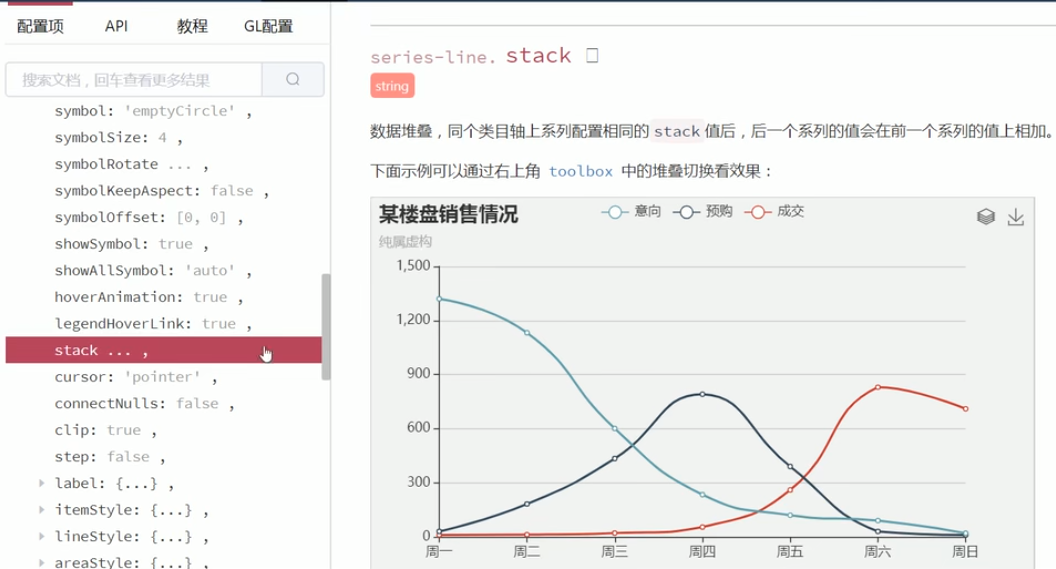 配置项 API 教程 GL配置
搜索文档，回车查看更多结果
symbol: 'emptyCircle' ,
symbolSize: 4 ,
symbolRotate ... ,
symbolKeepAspect: false ,
symbolOffset: [0, 0] ,
showSymbol: true ,
showAllSymbol: 'auto' ,
hoverAnimation: true ,
legendHoverLink: true ,
stack ... ,
cursor: 'pointer' ,
connectNulls: false ,
clip: true ,
step: false ,
label: {...} ,
itemStyle: {...} ,
lineStyle: {...} ,
areaStyle: {...} ,
series-line. stack
string
数据堆叠，同个类目轴上系列配置相同的 stack 值后，后一个系列的值会在前一个系列的值上相加。
下面示例可以通过右上角 toolbox 中的堆叠切换看效果：
某楼盘销售情况
意向 预购 成交
纯属虚构
1,500
1,200
900
600
300
0
周一 周二 周三 周四 周五 周六 周日